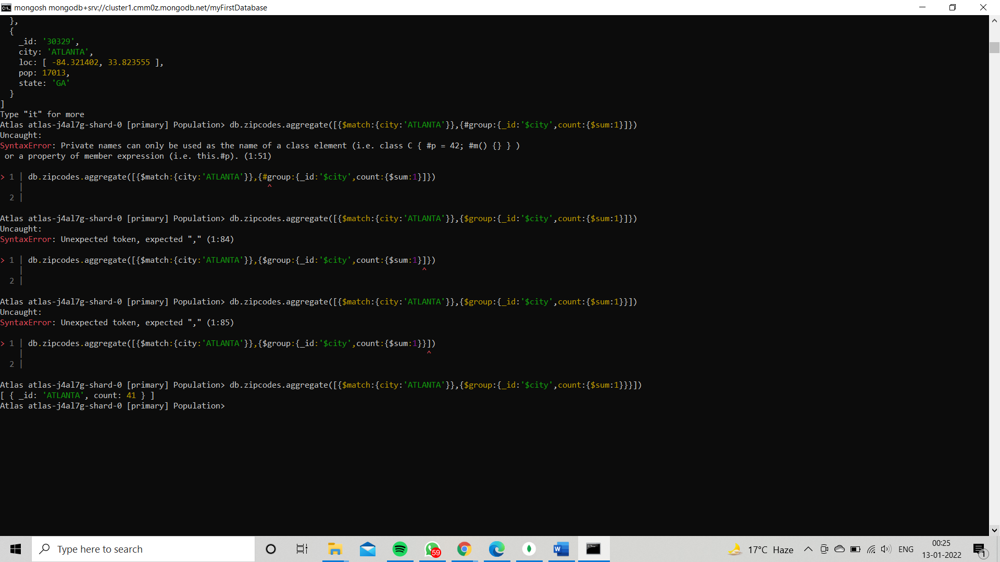 mongosh mongodb+srv://cluster1.cmm0z.mongodb.net/myFirstDatabase
  },
  {
    _id: '30329',
    city: 'ATLANTA',
    loc: [ -84.321402, 33.823555 ],
    pop: 17013,
    state: 'GA'
  }
]
Type "it" for more
Atlas atlas-j4al7g-shard-0 [primary] Population> db.zipcodes.aggregate([{$match:{city:'ATLANTA'}},{#group:{_id:'$city',count:{$sum:1}]})
Uncaught:
SyntaxError: Private names can only be used as the name of a class element (i.e. class C { #p = 42; #m() {} } )
 or a property of member expression (i.e. this.#p). (1:51)
> 1 | db.zipcodes.aggregate([{$match:{city:'ATLANTA'}},{#group:{_id:'$city',count:{$sum:1}]})
    |                                                    ^
  2 |
Atlas atlas-j4al7g-shard-0 [primary] Population> db.zipcodes.aggregate([{$match:{city:'ATLANTA'}},{$group:{_id:'$city',count:{$sum:1}]})
Uncaught:
SyntaxError: Unexpected token, expected "," (1:84)
> 1 | db.zipcodes.aggregate([{$match:{city:'ATLANTA'}},{$group:{_id:'$city',count:{$sum:1}]})
    |                                                                                     ^
  2 |
Atlas atlas-j4al7g-shard-0 [primary] Population> db.zipcodes.aggregate([{$match:{city:'ATLANTA'}},{$group:{_id:'$city',count:{$sum:1}}])
Uncaught:
SyntaxError: Unexpected token, expected "," (1:85)
> 1 | db.zipcodes.aggregate([{$match:{city:'ATLANTA'}},{$group:{_id:'$city',count:{$sum:1}}])
    |                                                                                      ^
  2 |
Atlas atlas-j4al7g-shard-0 [primary] Population> db.zipcodes.aggregate([{$match:{city:'ATLANTA'}},{$group:{_id:'$city',count:{$sum:1}}}])
[ { _id: 'ATLANTA', count: 41 } ]
Atlas atlas-j4al7g-shard-0 [primary] Population>
Type here to search
59
17°C Haze
ENG
00:25
13-01-2022
1